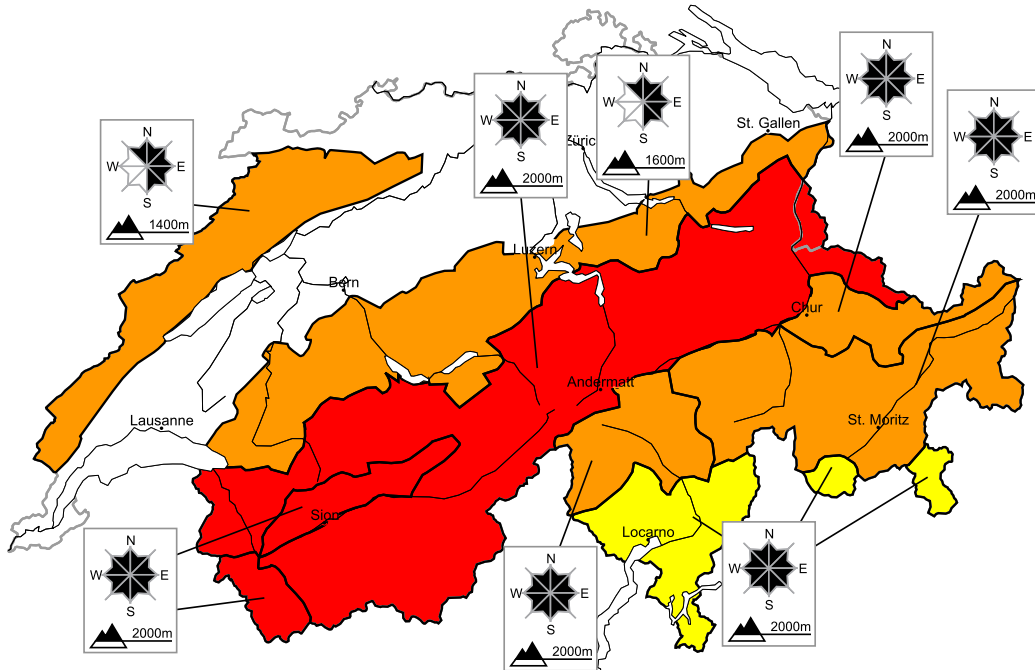 N
W E
S
2000m
N
W E
S
1600m
N
W E
S
2000m
N
W E
S
2000m
N
W E
S
1400m
St. Gallen
Zürich
Luzern
Bern
Chur
Andermatt
Lausanne
St. Moritz
Sion
Locarno
N
W E
S
2000m
N
W E
S
2000m
N
W E
S
2000m